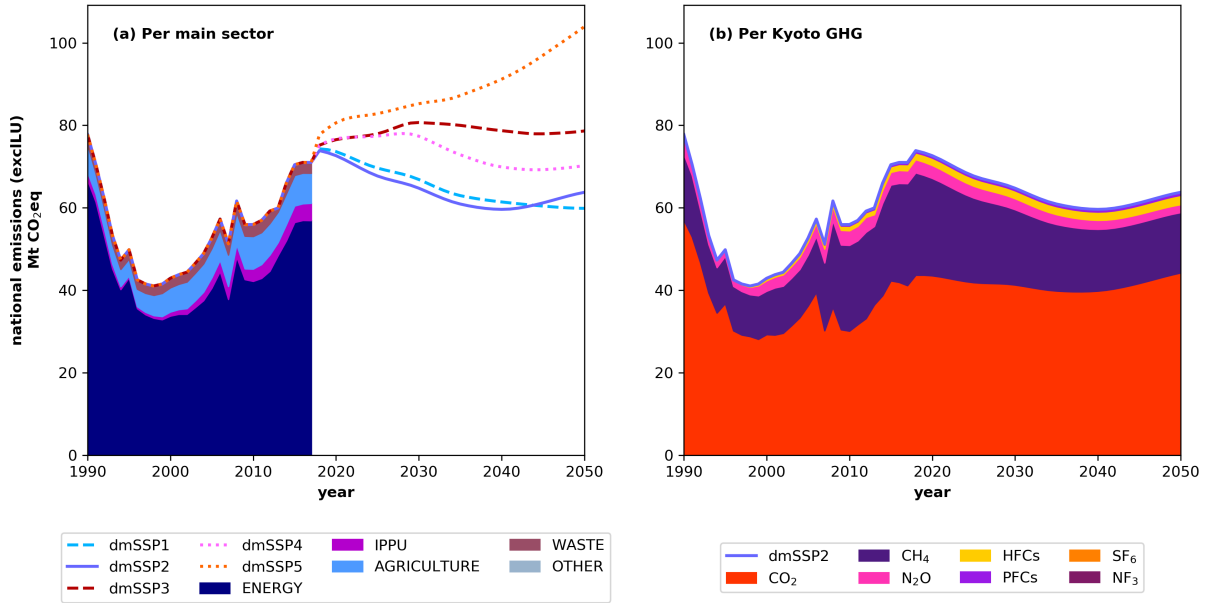 (a) Per main sector
(b) Per Kyoto GHG
national emissions (exclLU)
Mt CO₂eq
100
80
60
40
20
0
1990 2000 2010 2020 2030 2040 2050
year
100
80
60
40
20
0
1990 2000 2010 2020 2030 2040 2050
year
dmSSP1 dmSSP4 IPPU WASTE
dmSSP2 dmSSP5 AGRICULTURE OTHER
dmSSP3 ENERGY
dmSSP2 CH₄ HFCs SF₆
CO₂ N₂O PFCs NF₃